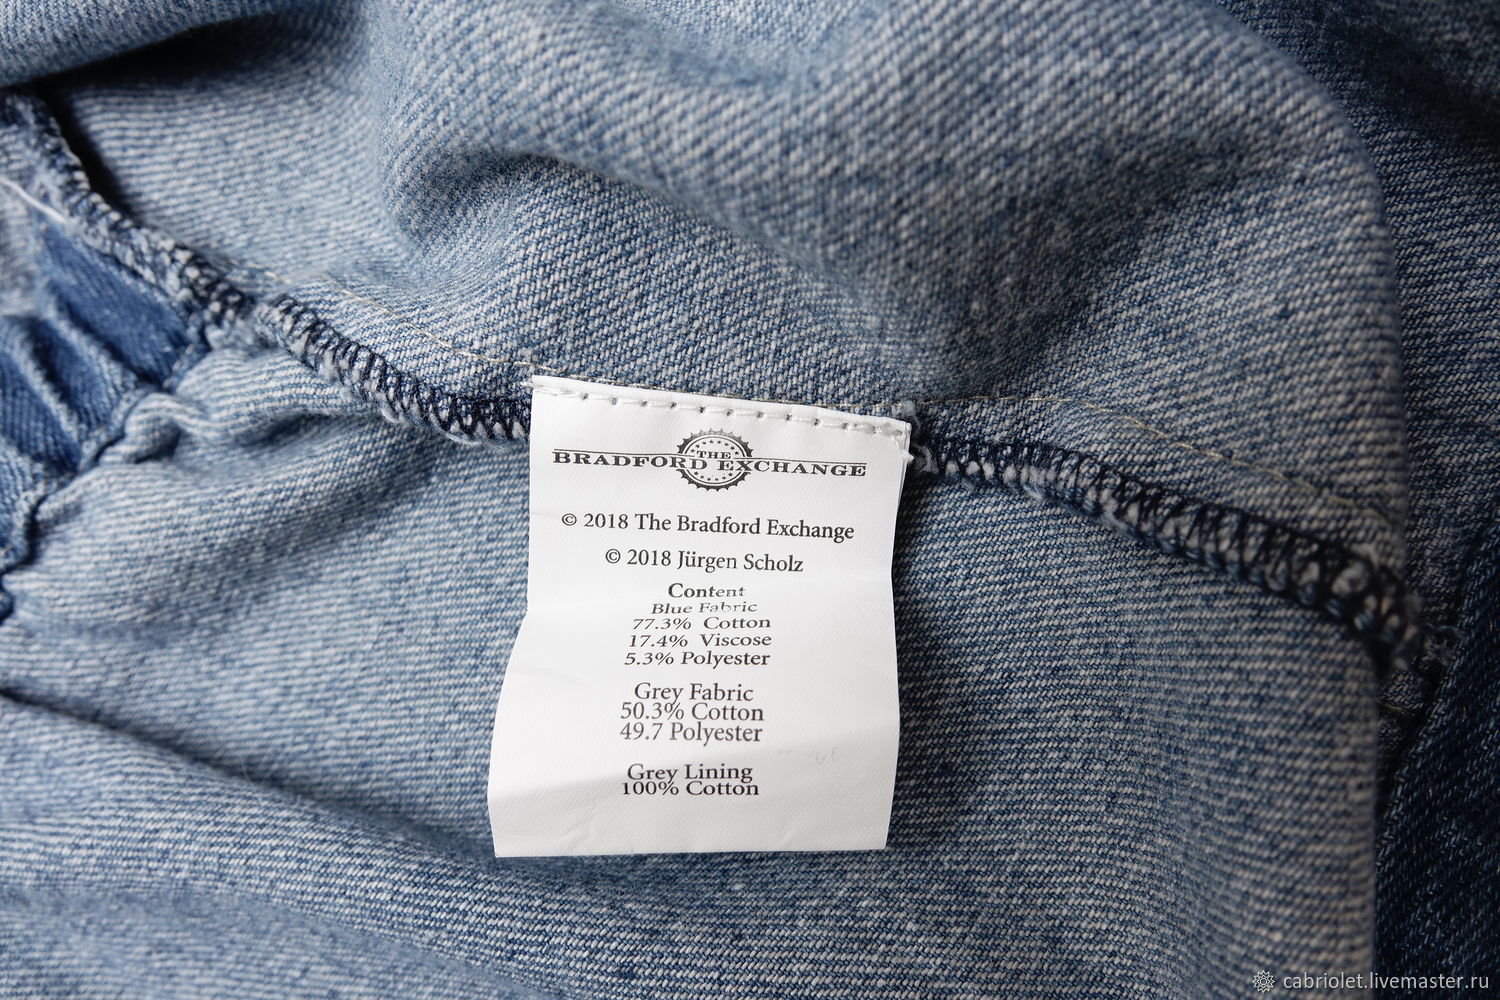 THE
BRADFORD EXCHANGE
© 2018 The Bradford Exchange
© 2018 Jürgen Scholz
Content
Blue Fabric
77.3% Cotton
17.4% Viscose
5.3% Polyester
Grey Fabric
50.3% Cotton
49.7 Polyester
Grey Lining
100% Cotton
cabriolet.livemaster.ru